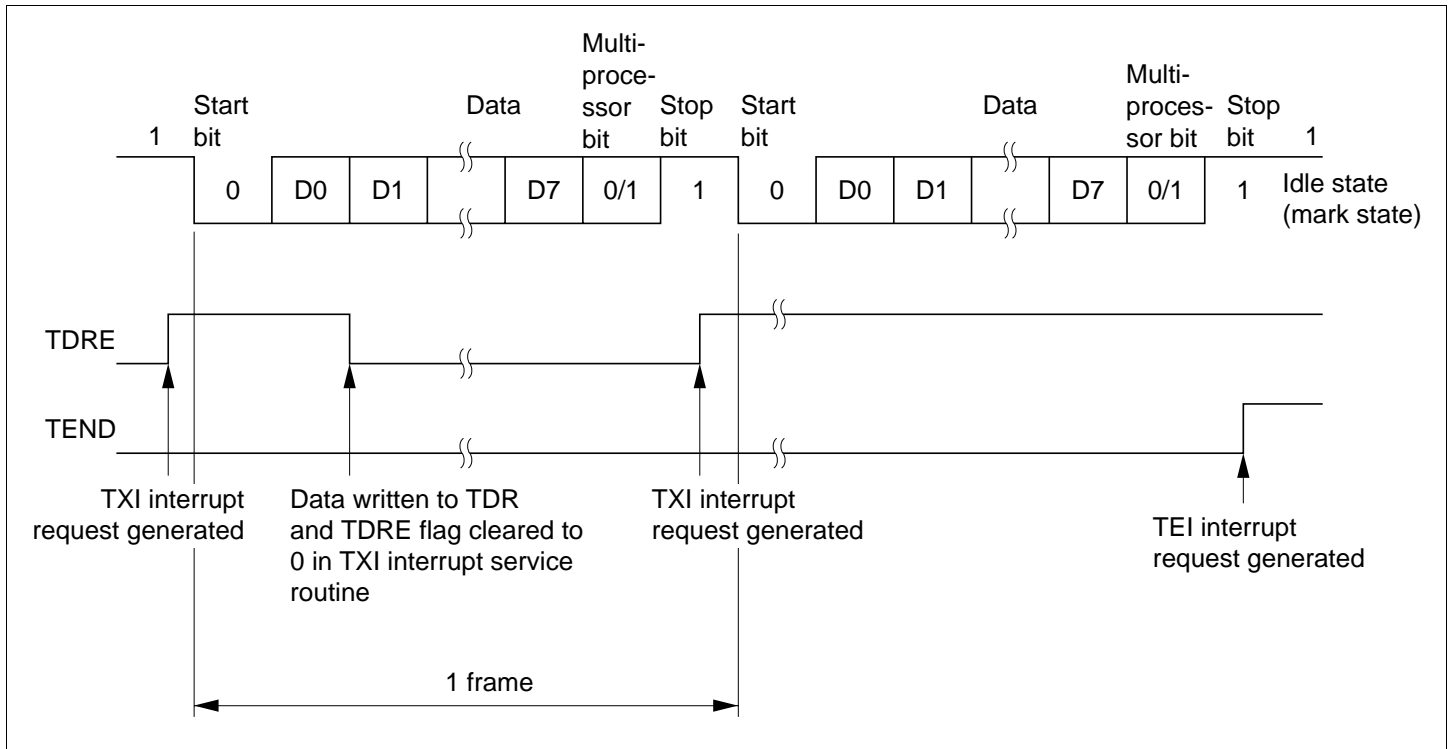 Multi-
proce-
ssor
bit
Multi-
proces-
sor bit
Start
bit
Data
Stop
bit
Start
bit
Data
Stop
bit
1
1
0
D0
D1
D7
0/1
1
0
D0
D1
D7
0/1
1
Idle state
(mark state)
TDRE
TEND
TXI interrupt
request generated
Data written to TDR
and TDRE flag cleared to
0 in TXI interrupt service
routine
TXI interrupt
request generated
TEI interrupt
request generated
1 frame